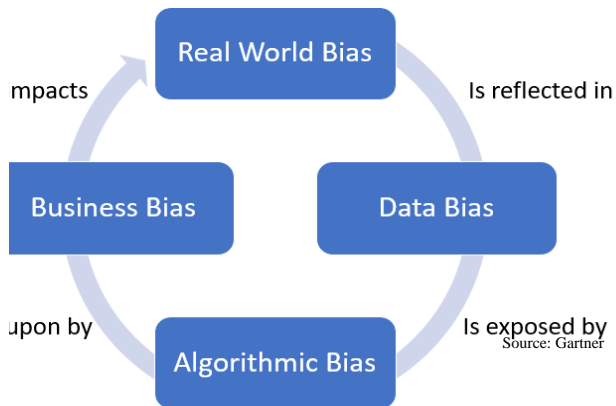 Real World Bias
mpacts
Is reflected in
Business Bias
Data Bias
upon by
Is exposed by
Source: Gartner
Algorithmic Bias